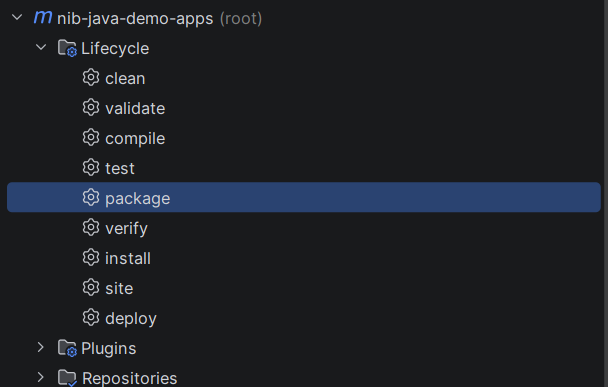 m nib-java-demo-apps (root)
Lifecycle
clean
validate
compile
test
package
verify
install
site
deploy
Plugins
Repositories